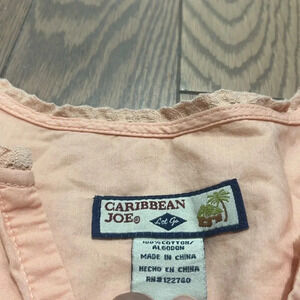 CARIBBEAN
JOE®
Let Go
100% COTTON/
ALGODON
MADE IN CHINA
HECHO EN CHINA
RN# 122760